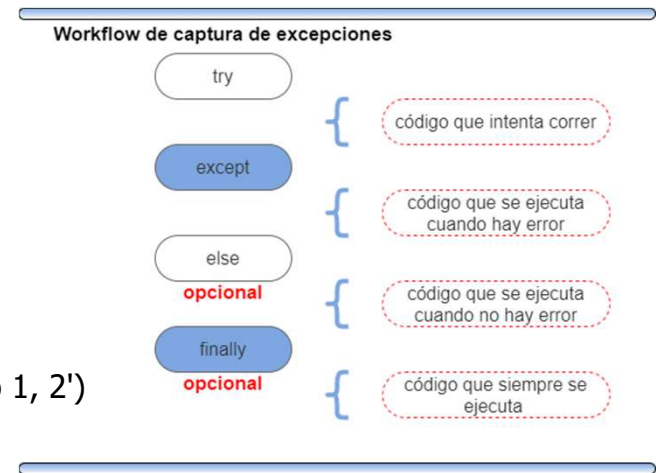 Workflow de captura de excepciones
try
código que intenta correr
except
código que se ejecuta
cuando hay error
else
opcional
código que se ejecuta
cuando no hay error
finally
opcional
código que siempre se
ejecuta
1, 2')